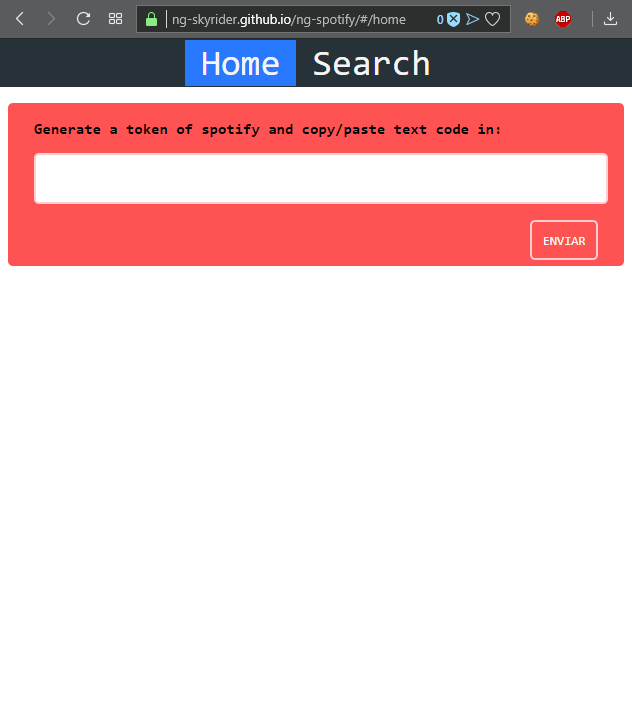 ng-skyrider.github.io/ng-spotify/#/home
0
ABP
Home Search
Generate a token of spotify and copy/paste text code in:
ENVIAR